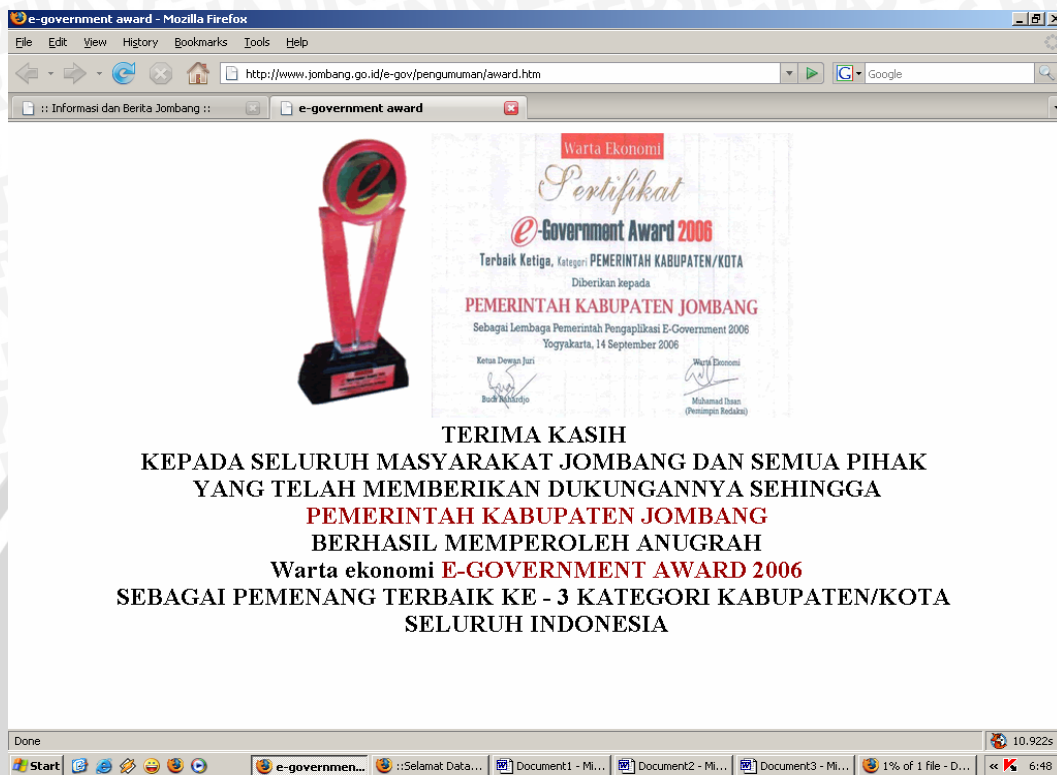 e-government award - Mozilla Firefox
File Edit View History Bookmarks Tools Help
http://www.jombang.go.id/e-gov/pengumuman/award.htm
G Google
:: Informasi dan Berita Jombang ::
e-government award
Warta Ekonomi
Sertifikat
e-Government Award 2006
Terbaik Ketiga, Kategori PEMERINTAH KABUPATEN/KOTA
Diberikan kepada
PEMERINTAH KABUPATEN JOMBANG
Sebagai Lembaga Pemerintah Pengaplikasi E-Government 2006
Yogyakarta, 14 September 2006
Ketua Dewan Juri
Warta Ekonomi
Budi Rahardjo
Muhamad Ihsan
(Pemimpin Redaksi)
TERIMA KASIH
KEPADA SELURUH MASYARAKAT JOMBANG DAN SEMUA PIHAK
YANG TELAH MEMBERIKAN DUKUNGANNYA SEHINGGA
PEMERINTAH KABUPATEN JOMBANG
BERHASIL MEMPEROLEH ANUGRAH
Warta ekonomi E-GOVERNMENT AWARD 2006
SEBAGAI PEMENANG TERBAIK KE - 3 KATEGORI KABUPATEN/KOTA
SELURUH INDONESIA
Done
10.922s
Start
e-governmen...
::Selamat Data...
Document1 - Mi...
Document2 - Mi...
Document3 - Mi...
1% of 1 file - D...
6:48